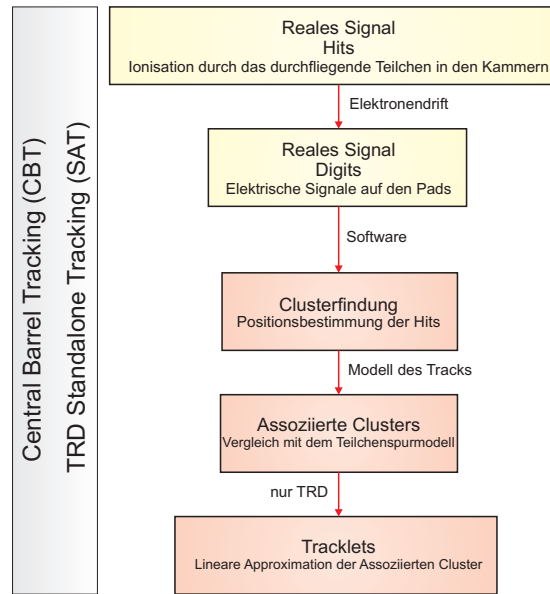 Central Barrel Tracking (CBT)
TRD Standalone Tracking (SAT)
Reales Signal
Hits
Ionisation durch das durchfliegende Teilchen in den Kammern
Elektronendrift
Reales Signal
Digits
Elektrische Signale auf den Pads
Software
Clusterfindung
Positionsbestimmung der Hits
Modell des Tracks
Assoziierte Clusters
Vergleich mit dem Teilchenspurmodell
nur TRD
Tracklets
Lineare Approximation der Assoziierten Cluster